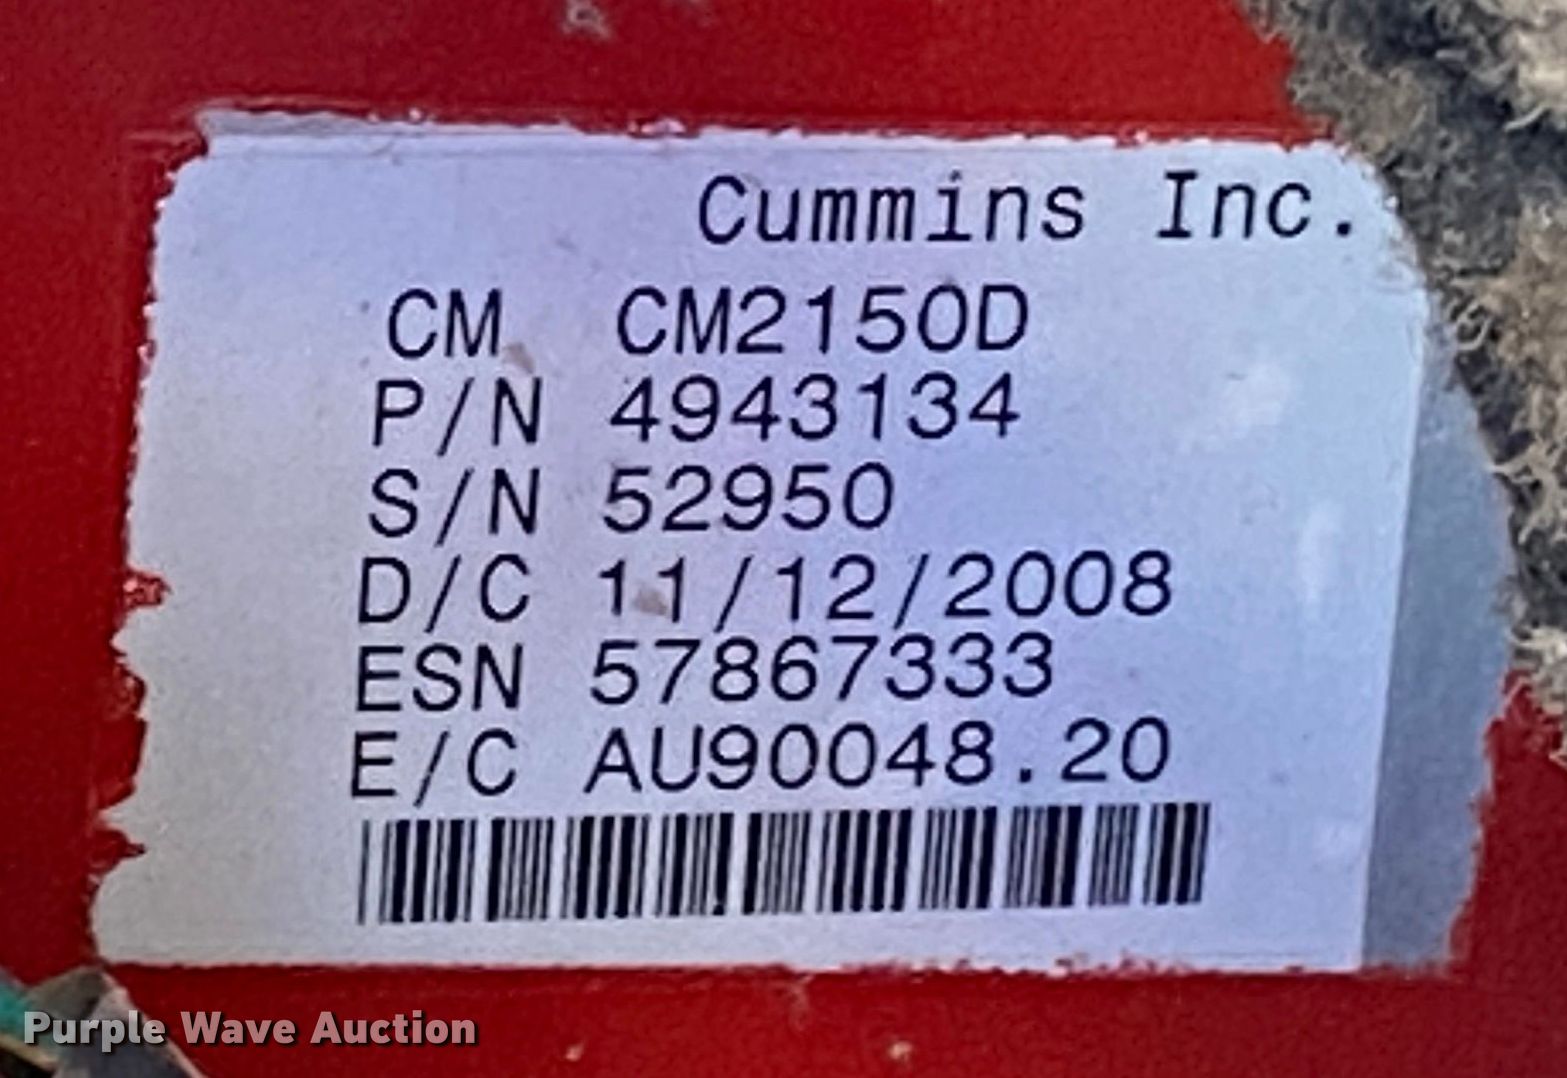 Cummins Inc.
CM CM2150D
P/N 4943134
S/N 52950
D/C 11/12/2008
ESN 57867333
E/C AU90048.20
Purple Wave Auction